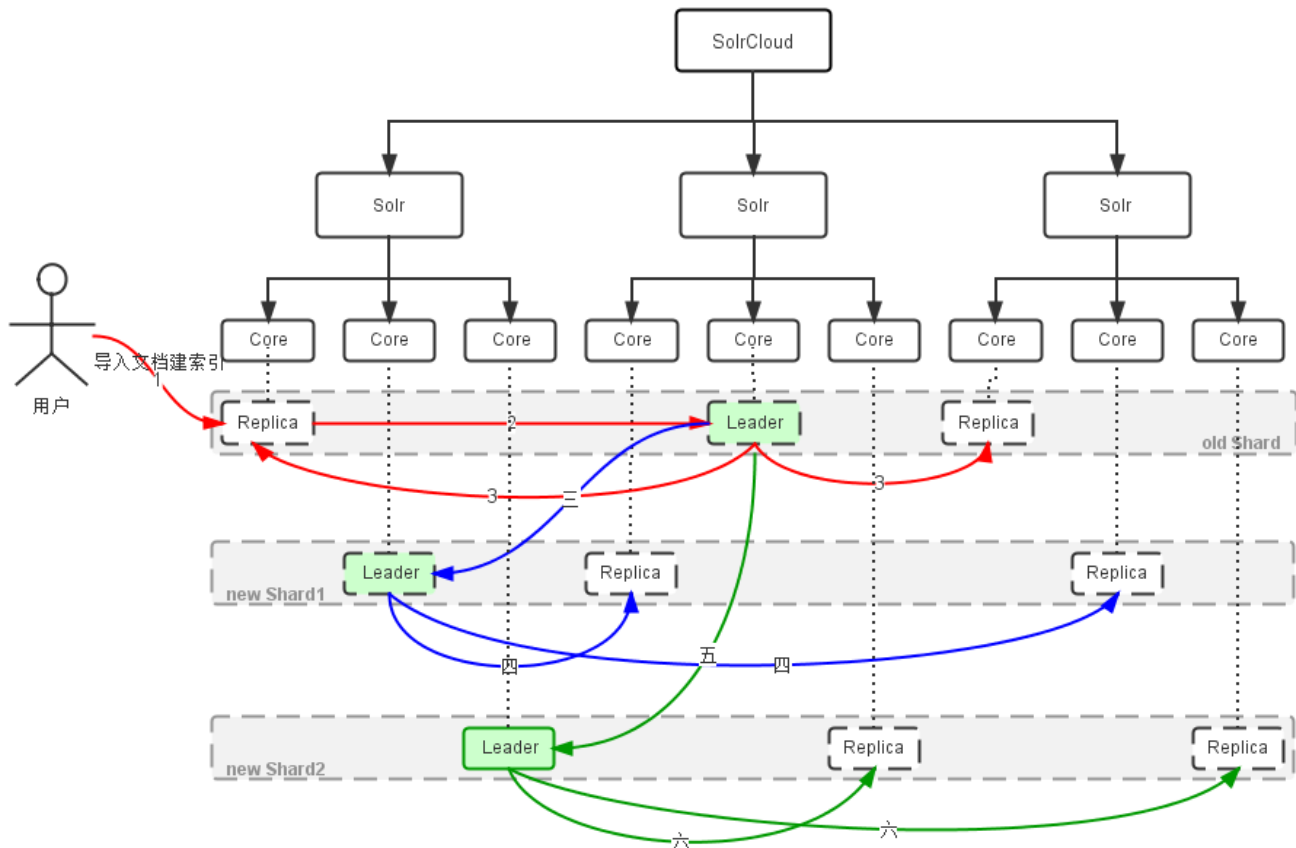 SolrCloud
Solr
Solr
Solr
Core
Core
Core
Core
Core
Core
Core
Core
Core
导入文档建索引
1
用户
Replica
2
Leader
Replica
old Shard
3
三
3
Leader
Replica
Replica
new Shard1
四
五
四
Leader
Replica
Replica
new Shard2
六
六